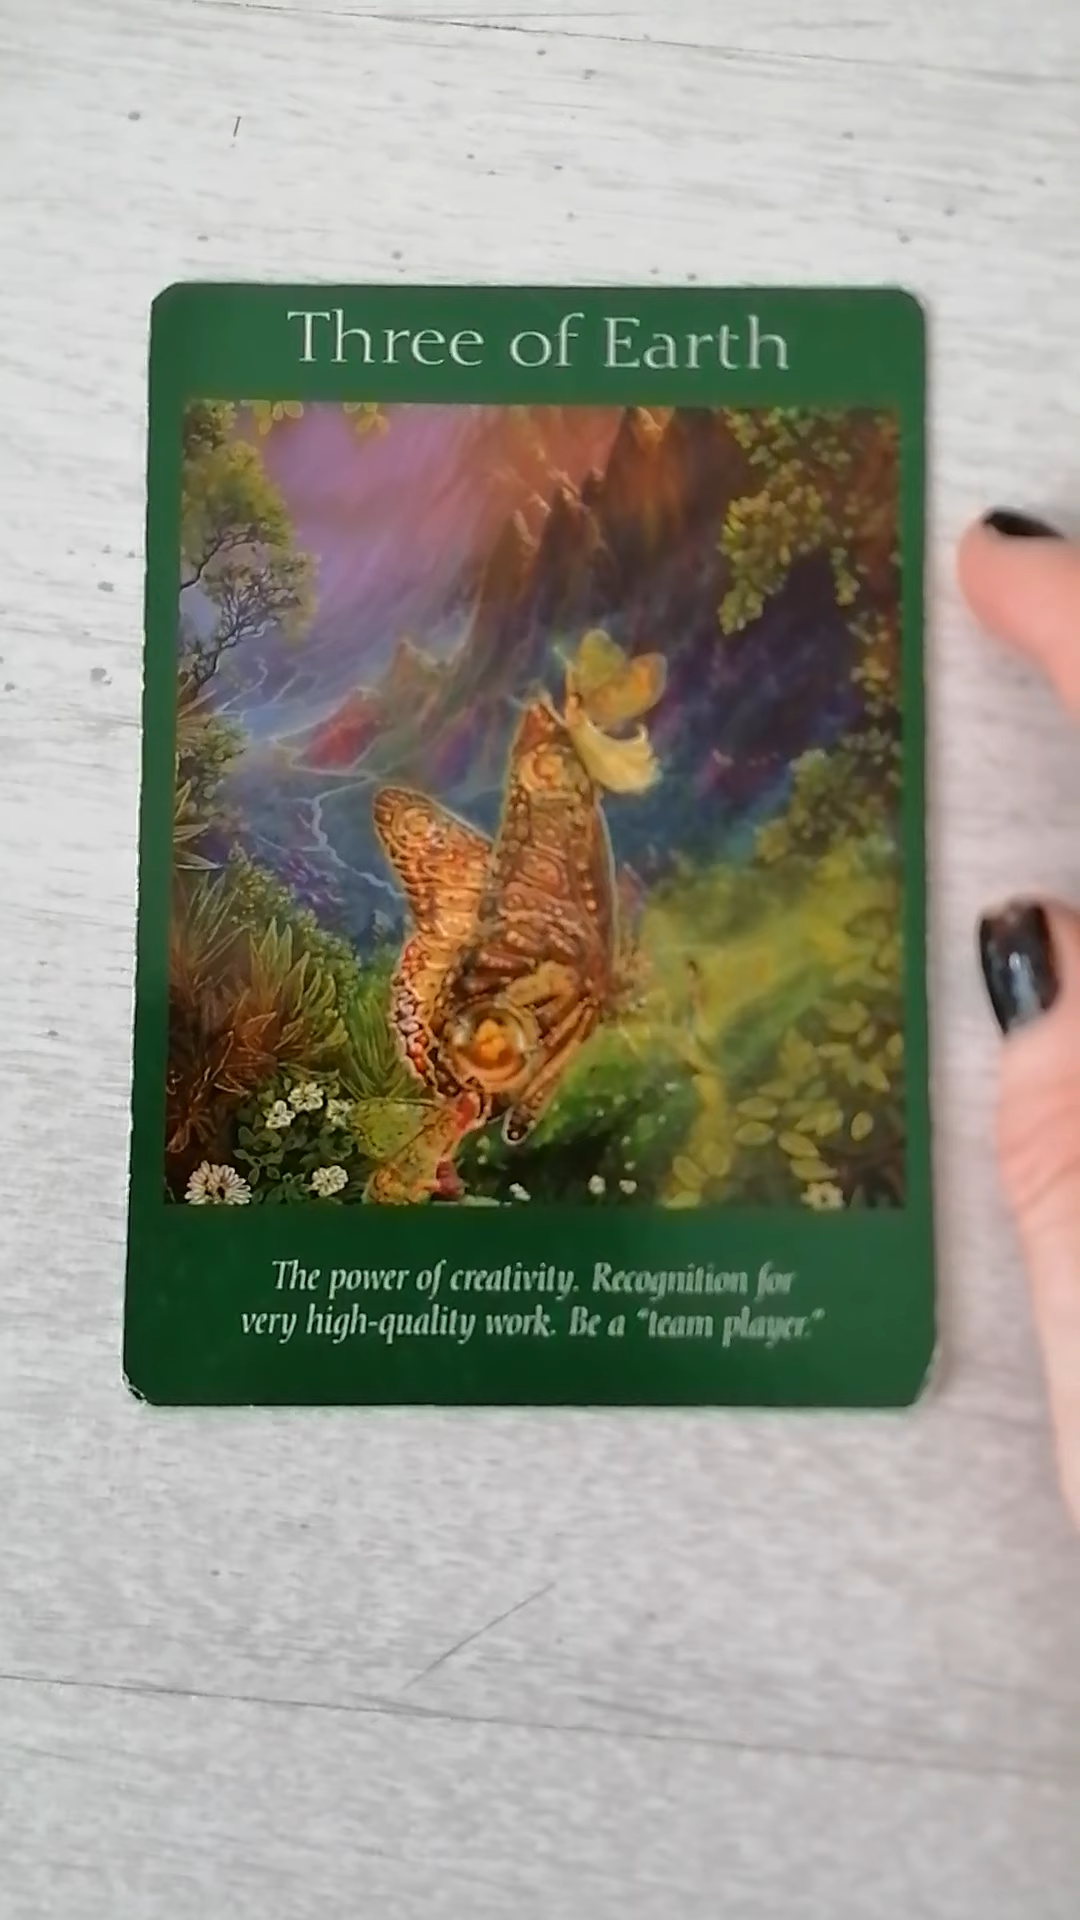 Three of Earth
The power of creativity. Recognition for
very high-quality work. Be a "team player."